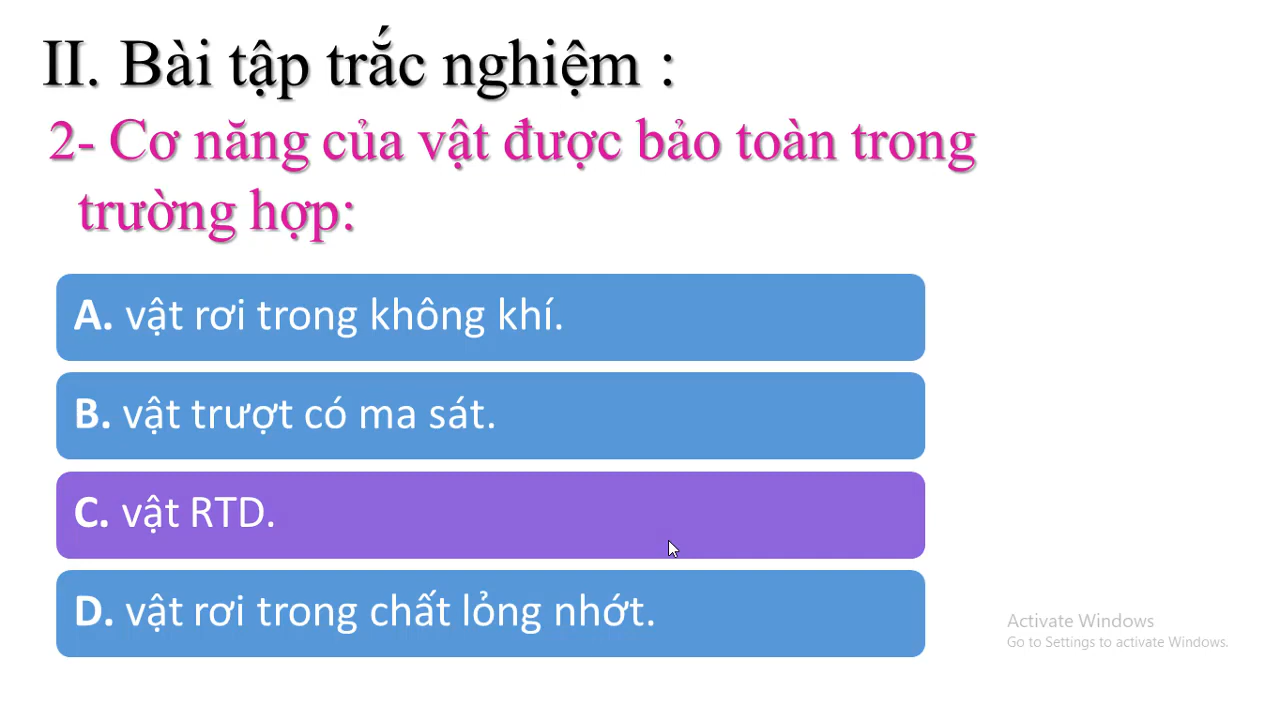 II. Bài tập trắc nghiệm :
2- Cơ năng của vật được bảo toàn trong
trường hợp:
A. vật rơi trong không khí.
B. vật trượt có ma sát.
C. vật RTD.
D. vật rơi trong chất lỏng nhớt.
Activate Windows
Go to Settings to activate Windows.